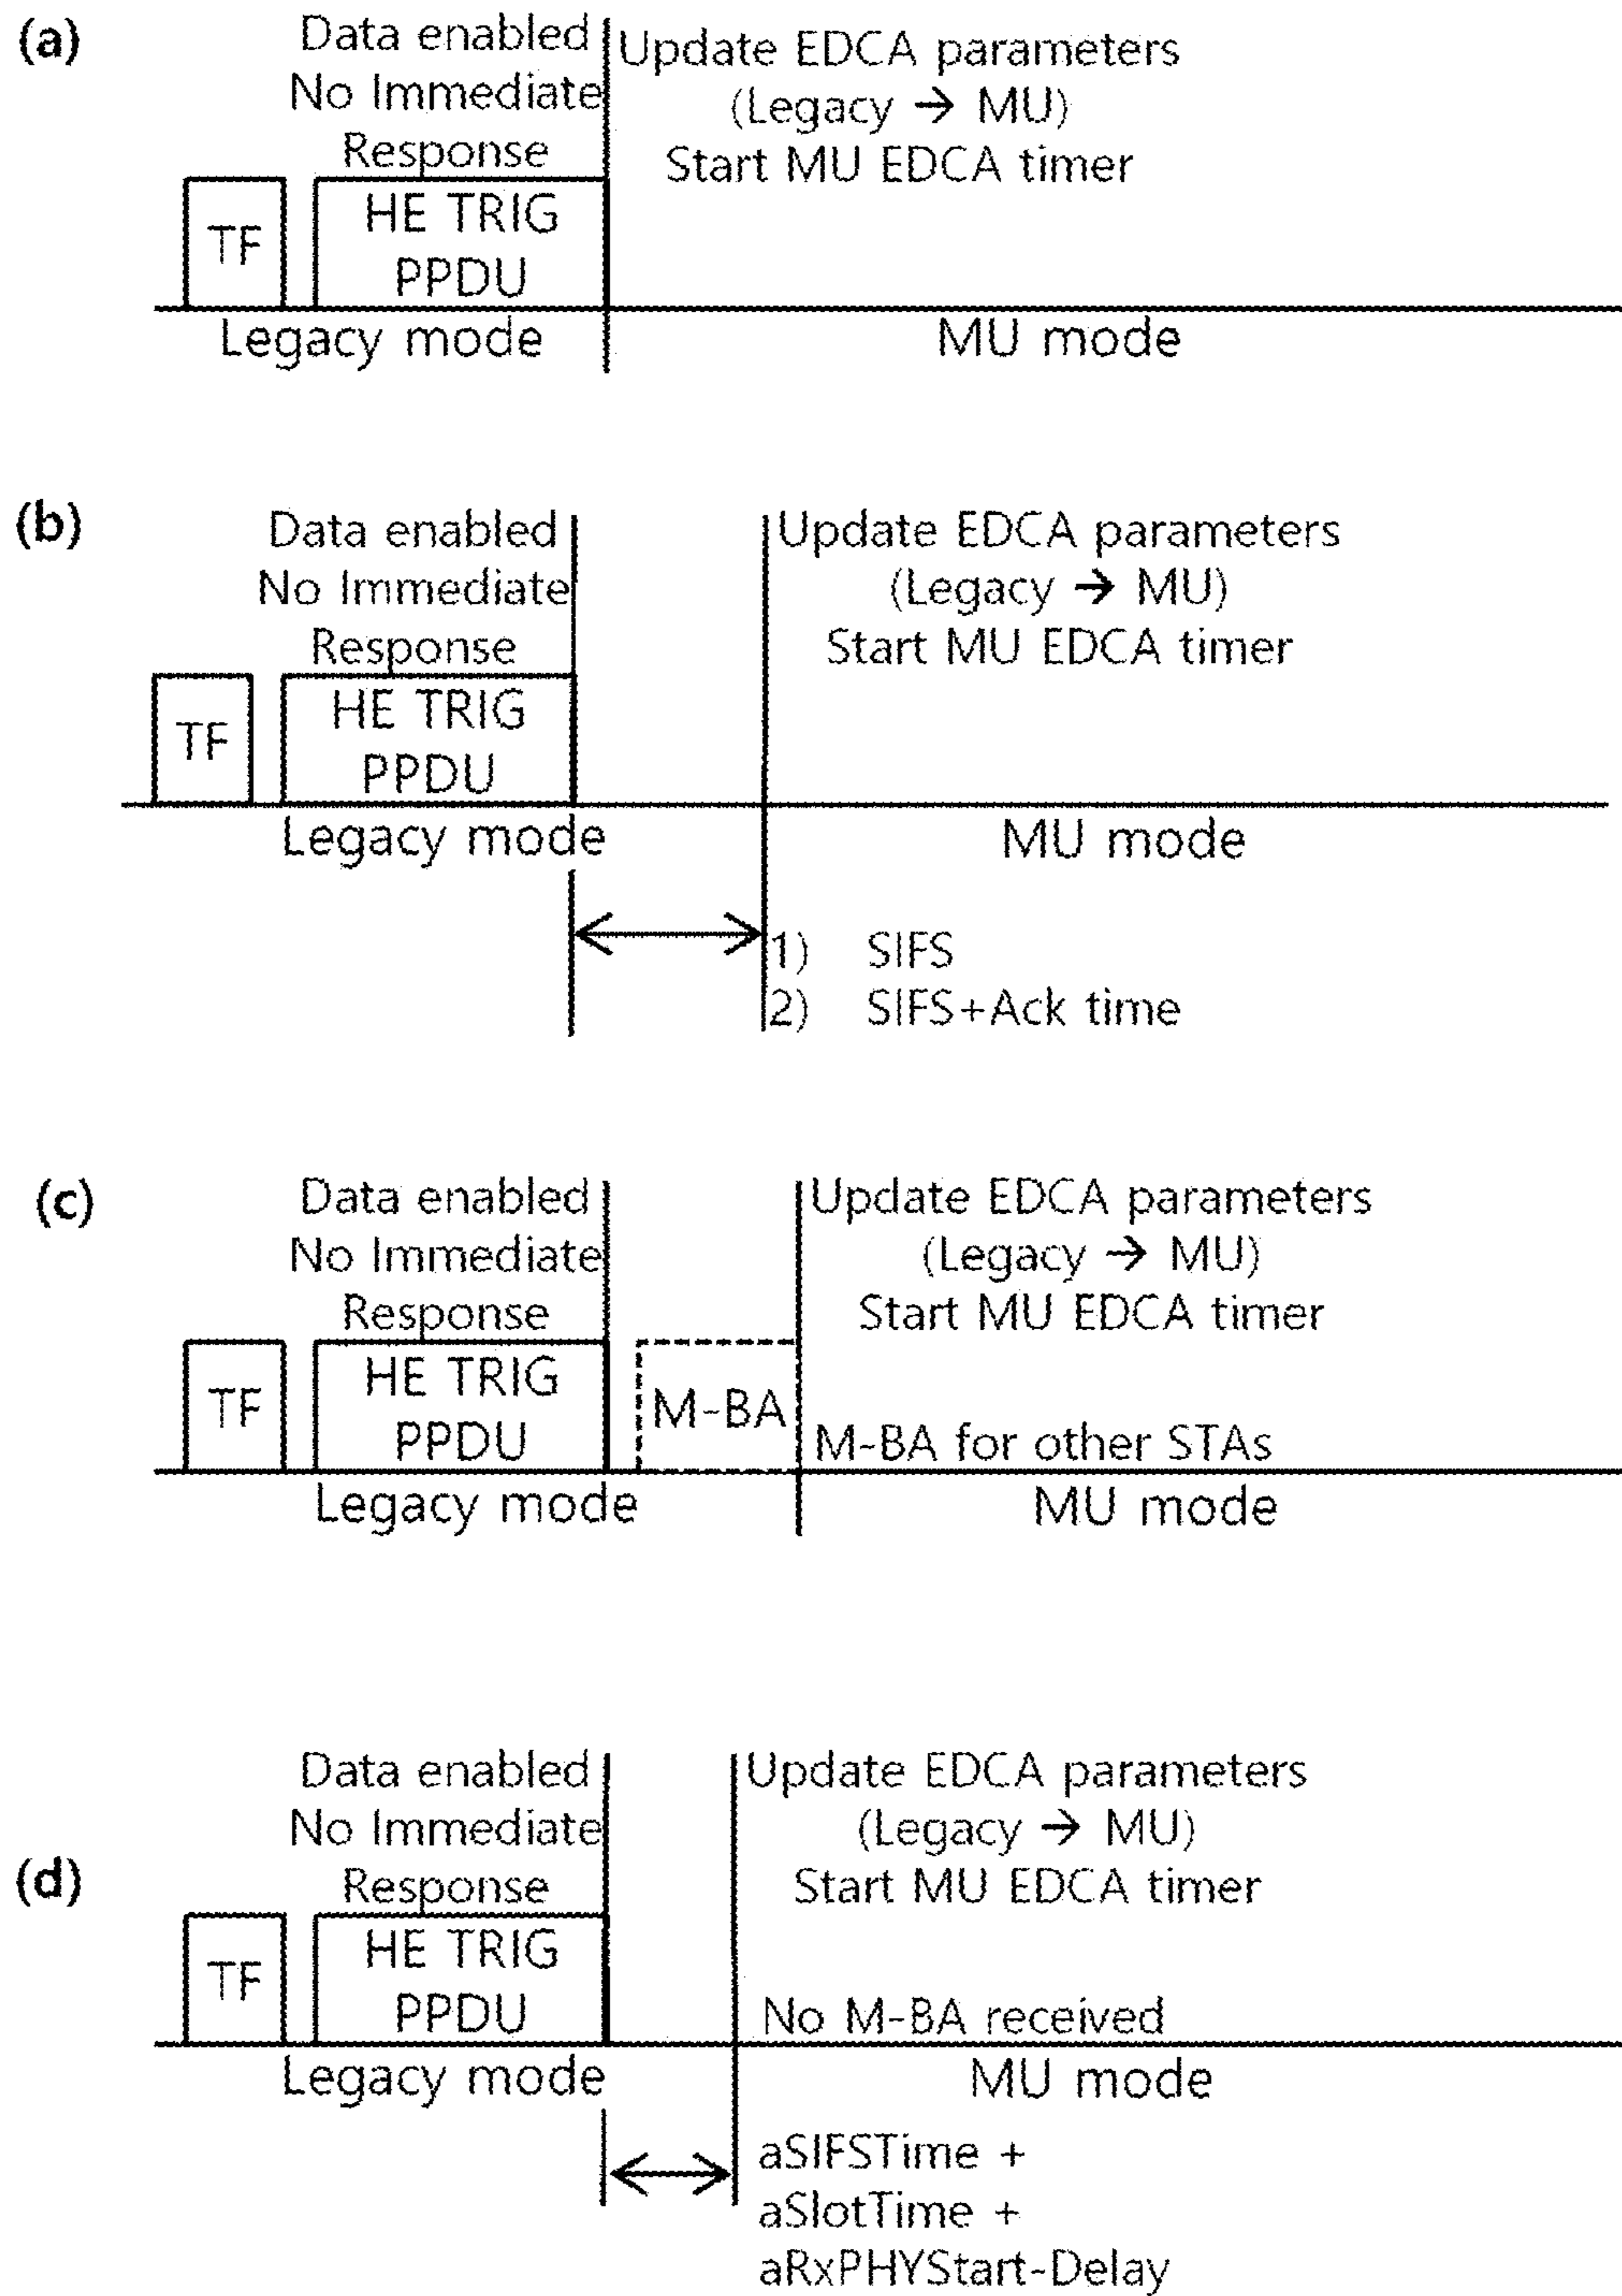 (a)
Data enabled
No Immediate
Response
Update EDCA parameters
(Legacy → MU)
Start MU EDCA timer
TF
HE TRIG
PPDU
Legacy mode
MU mode
(b)
Data enabled
No Immediate
Response
Update EDCA parameters
(Legacy → MU)
Start MU EDCA timer
TF
HE TRIG
PPDU
Legacy mode
MU mode
1) SIFS
2) SIFS+Ack time
(c)
Data enabled
No Immediate
Response
Update EDCA parameters
(Legacy → MU)
Start MU EDCA timer
TF
HE TRIG
PPDU
M-BA
M-BA for other STAs
Legacy mode
MU mode
(d)
Data enabled
No Immediate
Response
Update EDCA parameters
(Legacy → MU)
Start MU EDCA timer
TF
HE TRIG
PPDU
No M-BA received
Legacy mode
MU mode
aSIFSTime +
aSlotTime +
aRxPHYStart-Delay